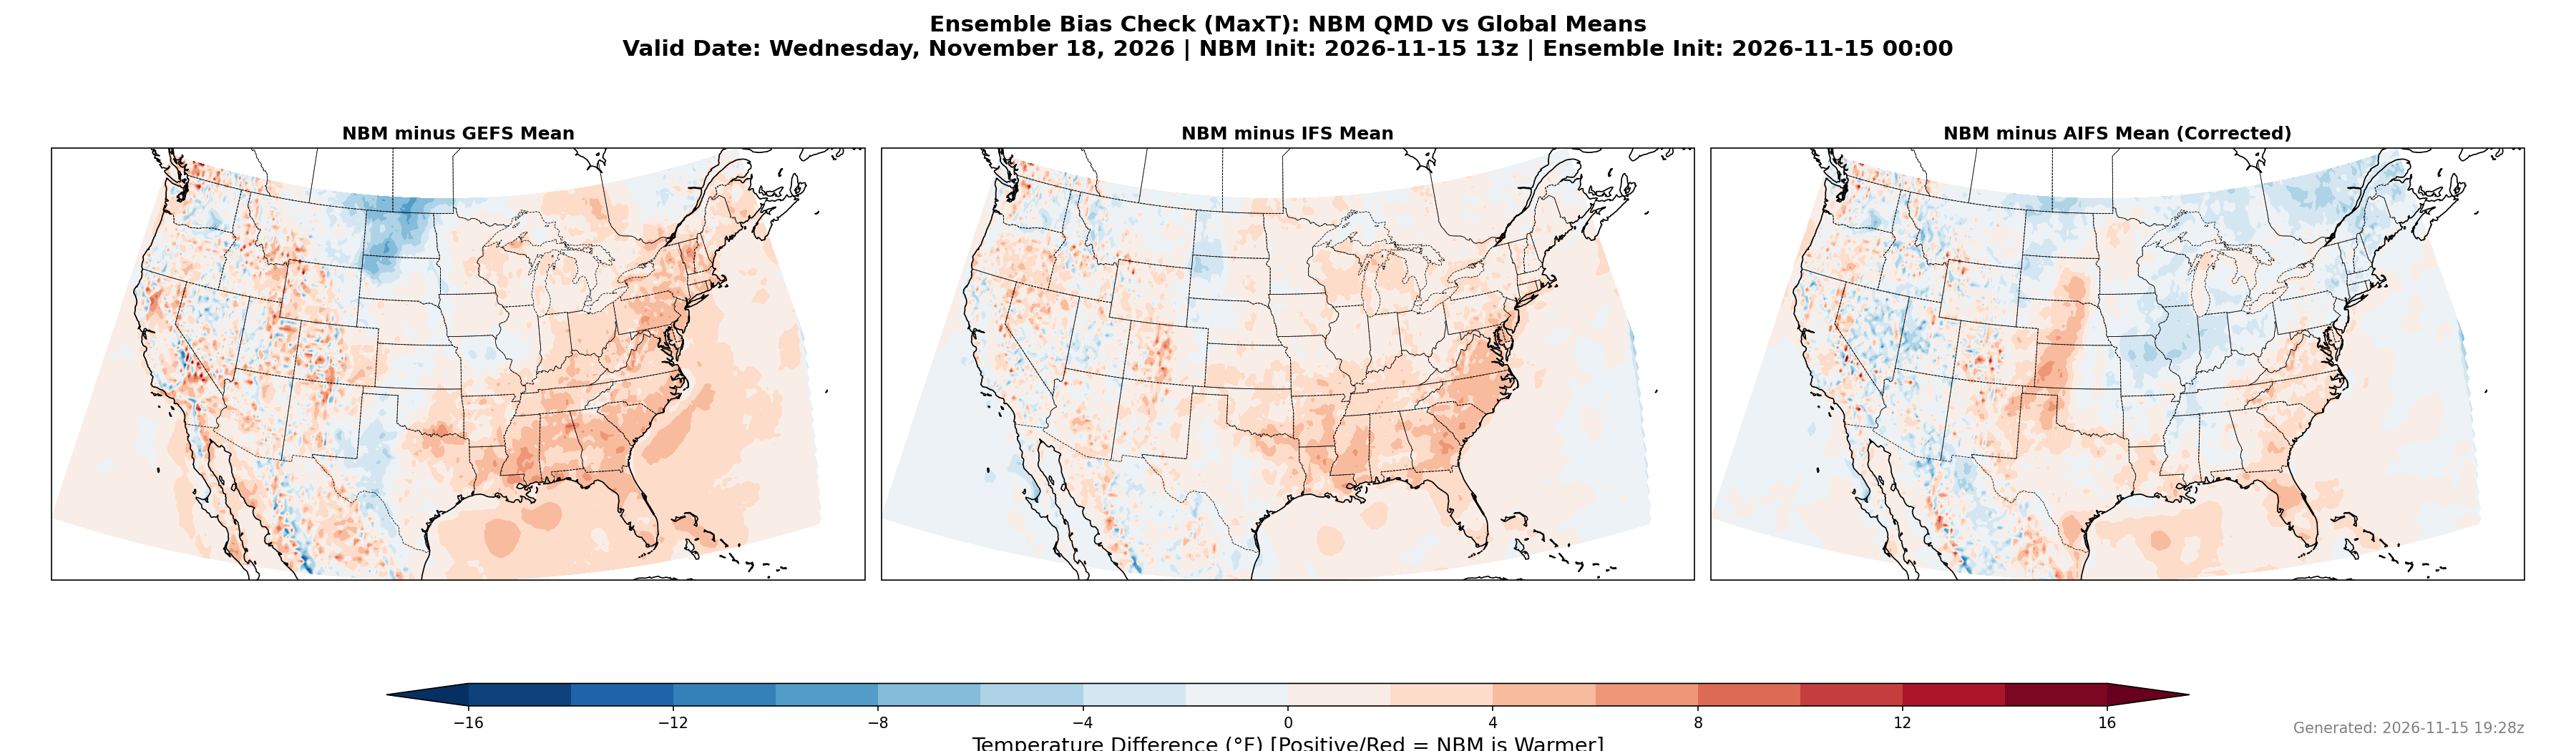 Ensemble Bias Check (MaxT): NBM QMD vs Global Means
Valid Date: Wednesday, November 18, 2026 | NBM Init: 2026-11-15 13z | Ensemble Init: 2026-11-15 00:00
NBM minus GEFS Mean
NBM minus IFS Mean
NBM minus AIFS Mean (Corrected)
−16 −12 −8 −4 0 4 8 12 16
Temperature Difference (°F) [Positive/Red = NBM is Warmer]
Generated: 2026-11-15 19:28z